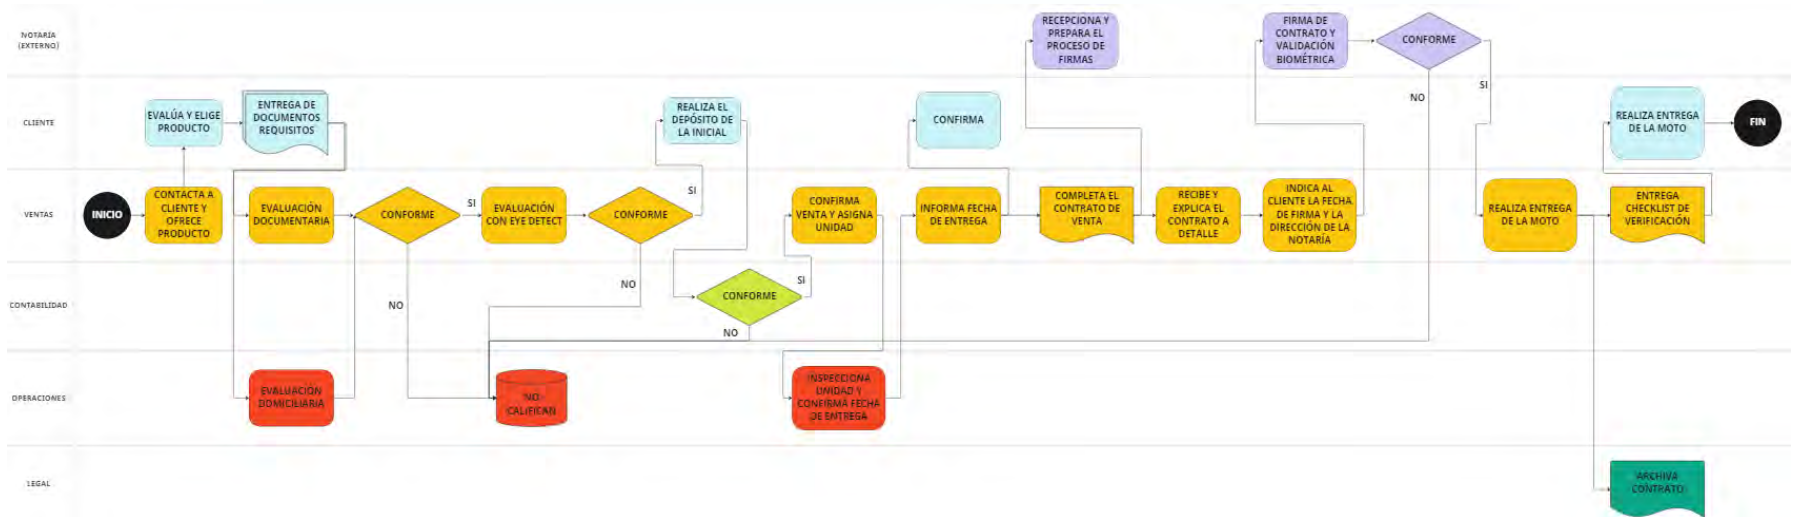 NOTARÍA
(EXTERNO)
RECEPCIONA Y
PREPARA EL
PROCESO DE
FIRMAS
FIRMA DE
CONTRATO Y
VALIDACIÓN
BIOMÉTRICA
CONFORME
SI
NO
CLIENTE
EVALÚA Y ELIGE
PRODUCTO
ENTREGA DE
DOCUMENTOS
REQUISITOS
REALIZA EL
DEPÓSITO DE
LA INICIAL
CONFIRMA
REALIZA ENTREGA
DE LA MOTO
FIN
VENTAS
INICIO
CONTACTA A
CLIENTE Y
OFRECE
PRODUCTO
EVALUACIÓN
DOCUMENTARIA
CONFORME
SI
EVALUACIÓN
CON EYE DETECT
CONFORME
SI
CONFIRMA
VENTA Y ASIGNA
UNIDAD
INFORMA FECHA
DE ENTREGA
COMPLETA EL
CONTRATO DE
VENTA
RECIBE Y
EXPLICA EL
CONTRATO A
DETALLE
INDICA AL
CLIENTE LA FECHA
DE FIRMA Y LA
DIRECCIÓN DE LA
NOTARÍA
REALIZA ENTREGA
DE LA MOTO
ENTREGA
CHECKLIST DE
VERIFICACIÓN
CONTABILIDAD
NO
NO
CONFORME
SI
NO
OPERACIONES
EVALUACIÓN
DOMICILIARIA
NO
CALIFICAN
INSPECCIONA
UNIDAD Y
CONFIRMA FECHA
DE ENTREGA
LEGAL
ARCHIVA
CONTRATO